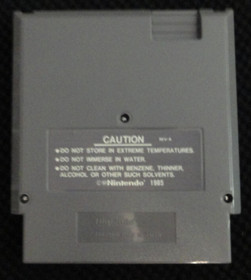 CAUTION REV-A
•DO NOT STORE IN EXTREME TEMPERATURES.
•DO NOT IMMERSE IN WATER.
•DO NOT CLEAN WITH BENZENE, THINNER,
ALCOHOL OR OTHER SUCH SOLVENTS.
©®Nintendo® 1985